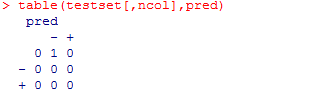 > table(testset[,ncol],pred)
   pred
     - +
   0 1 0
 - 0 0 0
 + 0 0 0